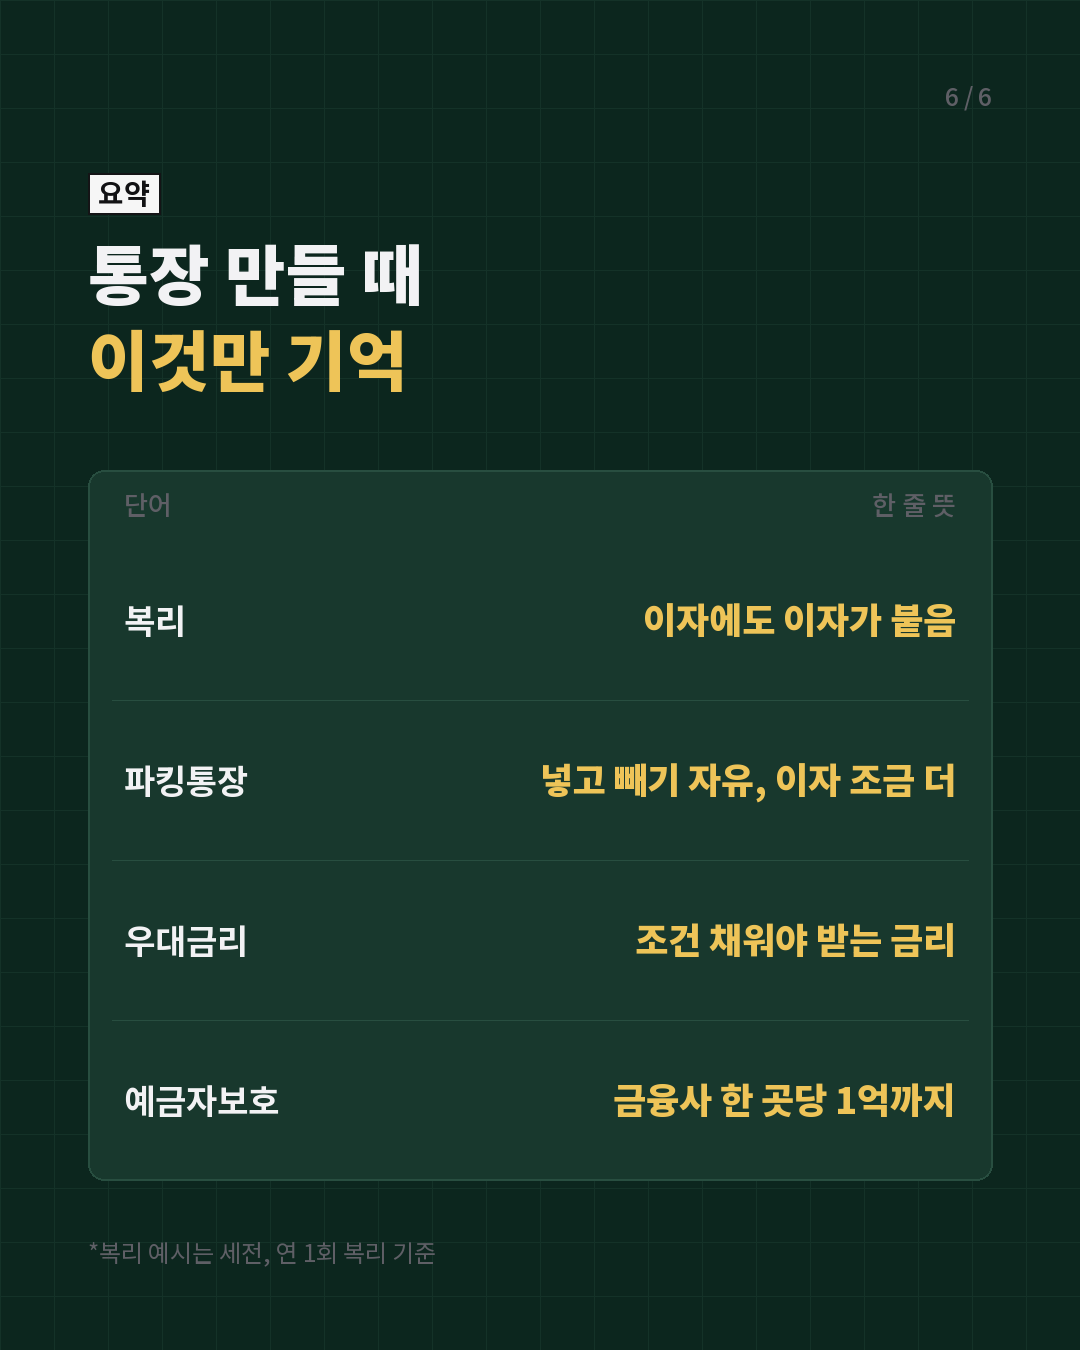 6 / 6
요약
통장 만들 때
이것만 기억
단어 한 줄 뜻
복리 이자에도 이자가 붙음
파킹통장 넣고 빼기 자유, 이자 조금 더
우대금리 조건 채워야 받는 금리
예금자보호 금융사 한 곳당 1억까지
*복리 예시는 세전, 연 1회 복리 기준